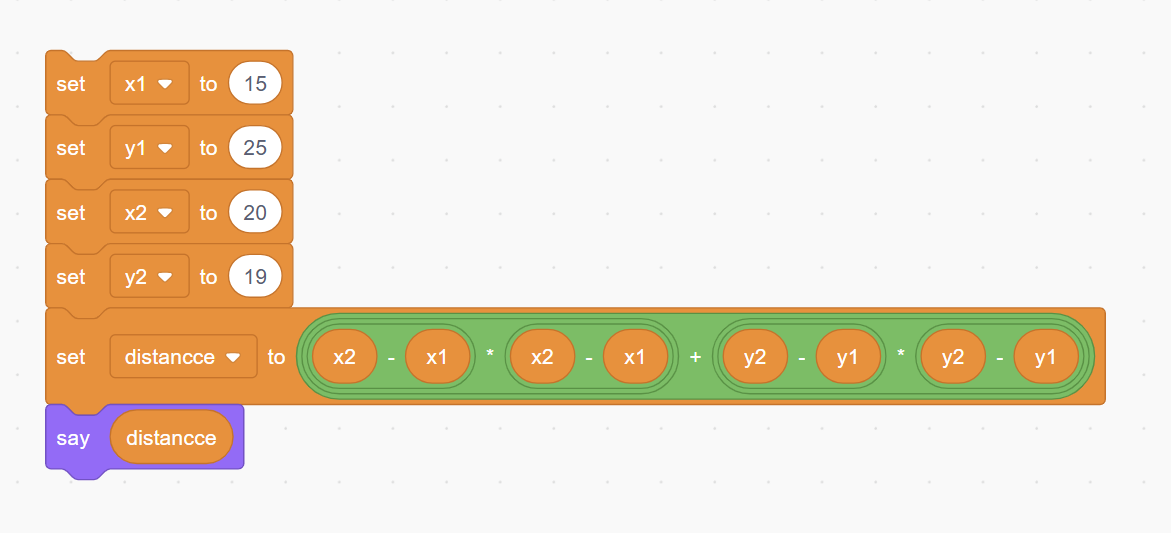 set x1 to 15
set y1 to 25
set x2 to 20
set y2 to 19
set distancce to x2 - x1 * x2 - x1 + y2 - y1 * y2 - y1
say distancce